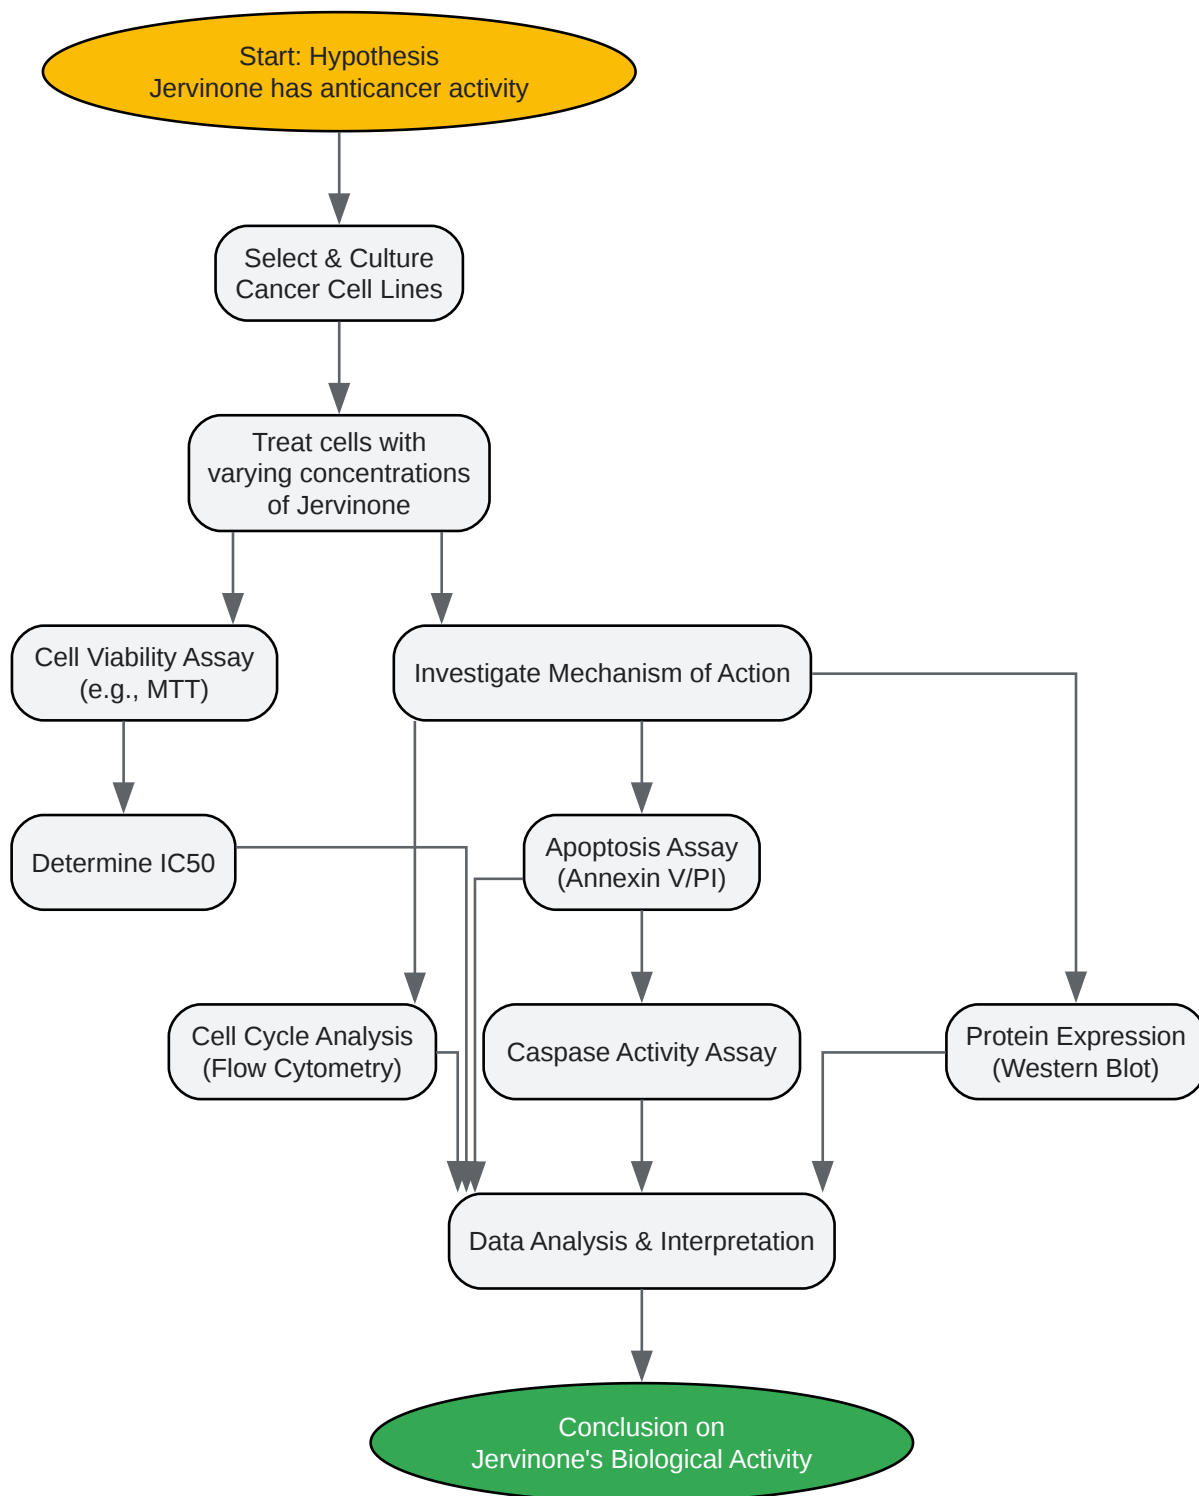 Start: Hypothesis
Jervinone has anticancer activity
Select & Culture
Cancer Cell Lines
Treat cells with
varying concentrations
of Jervinone
Cell Viability Assay
(e.g., MTT)
Investigate Mechanism of Action
Determine IC50
Apoptosis Assay
(Annexin V/PI)
Cell Cycle Analysis
(Flow Cytometry)
Caspase Activity Assay
Protein Expression
(Western Blot)
Data Analysis & Interpretation
Conclusion on
Jervinone's Biological Activity